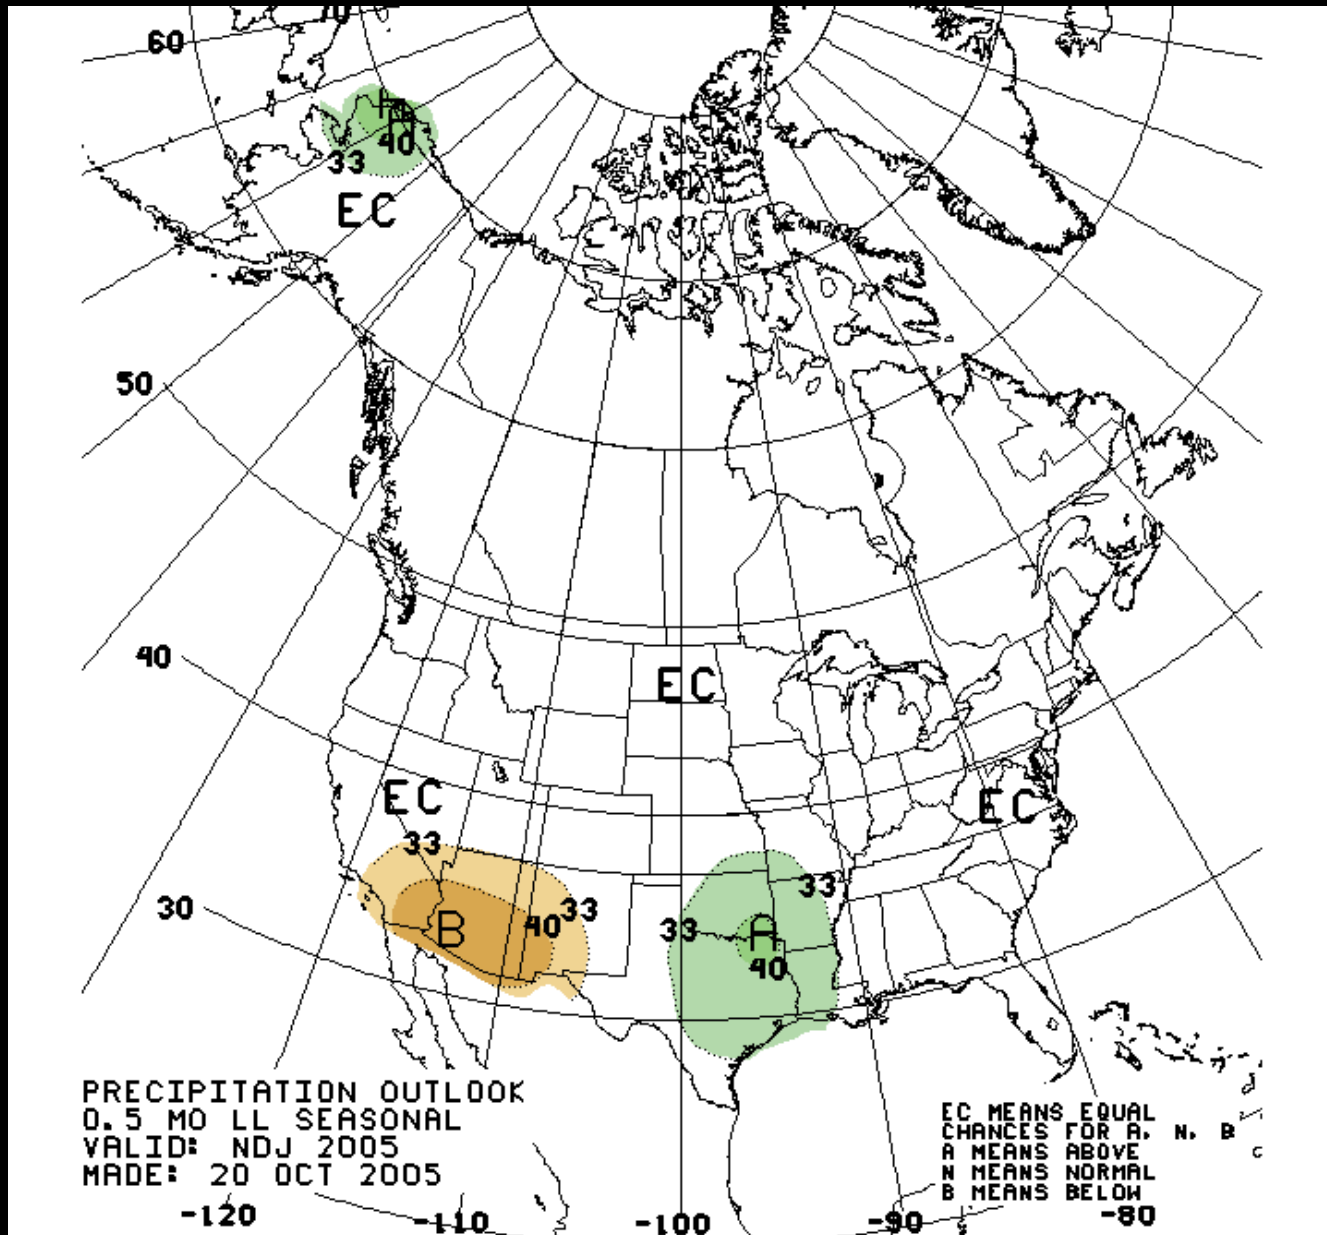 70
60
A
40
33
EC
50
EC
40
EC
EC
33
33
30
33
40
33
B
A
40
PRECIPITATION OUTLOOK
0.5 MO LL SEASONAL
VALID: NDJ 2005
MADE: 20 OCT 2005
EC MEANS EQUAL
CHANCES FOR A, N, B
A MEANS ABOVE
N MEANS NORMAL
B MEANS BELOW
-120
-110
-100
-90
-80